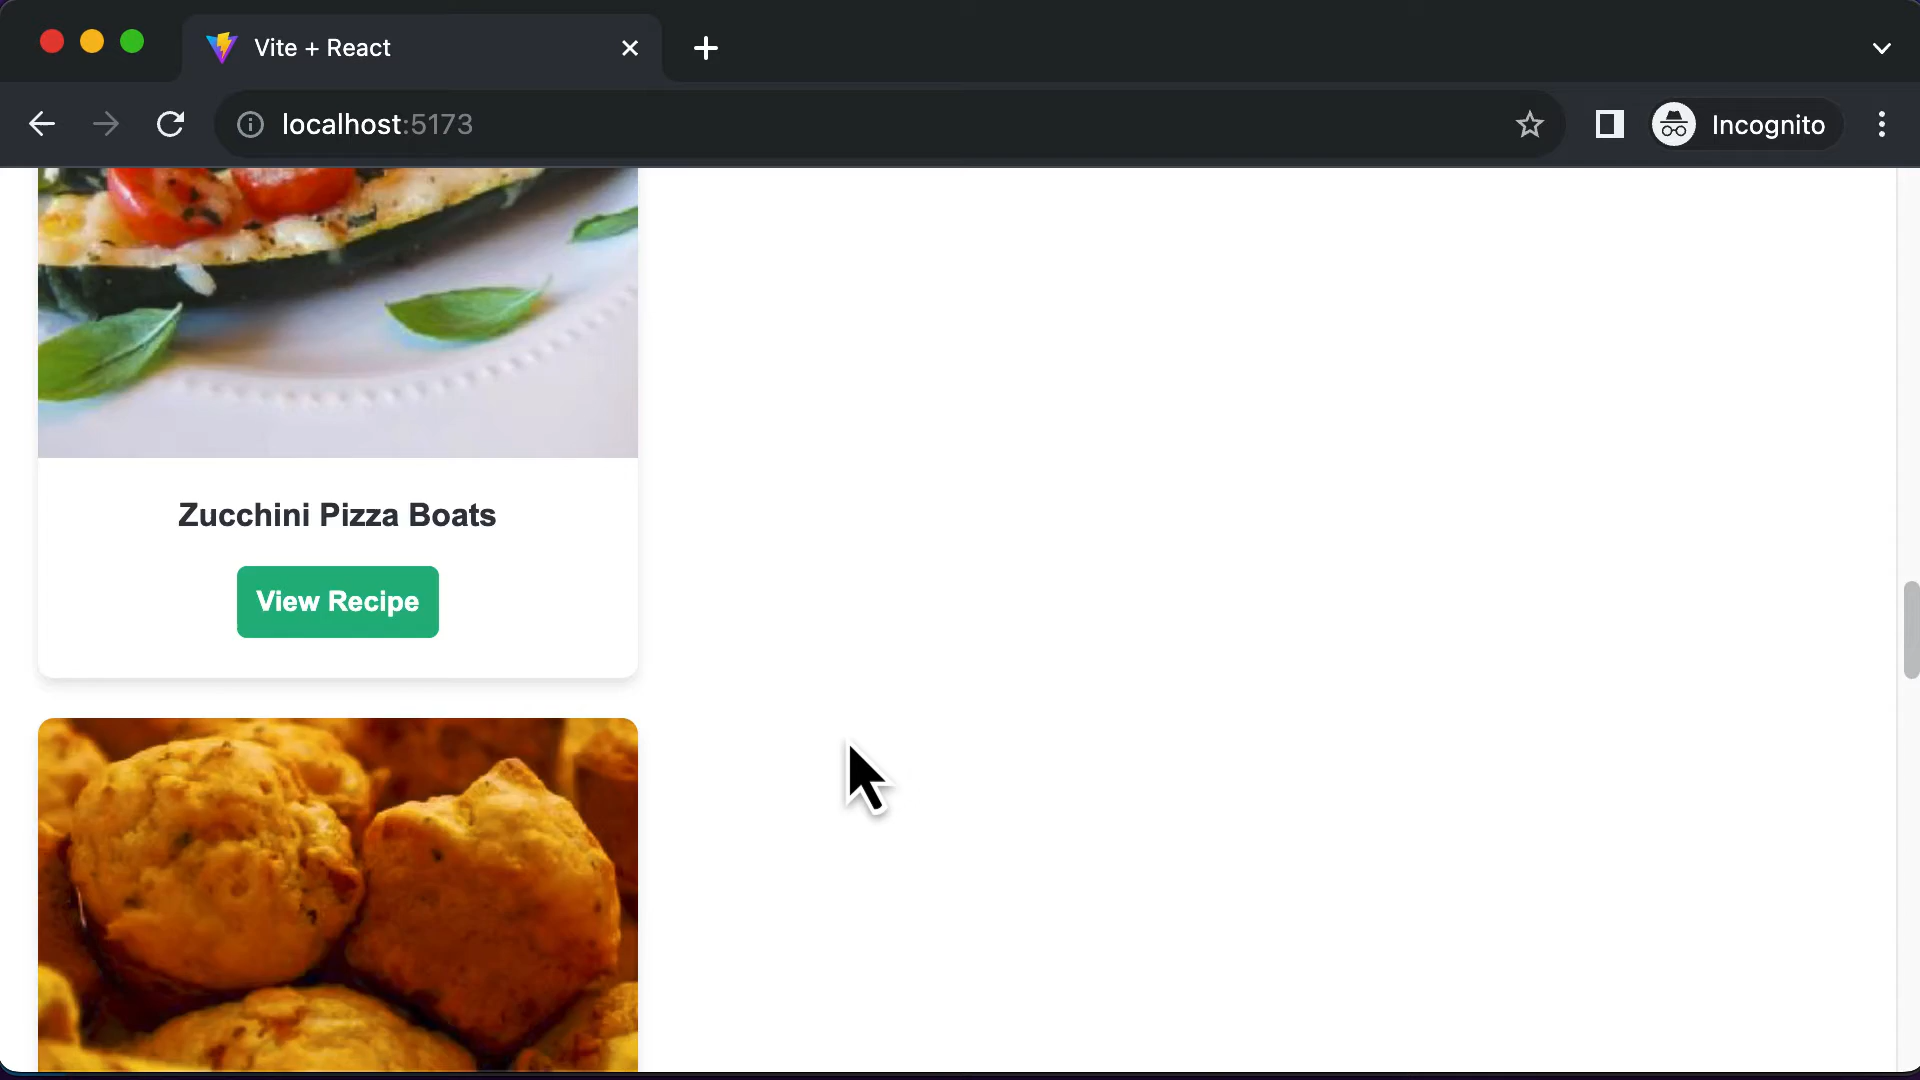 Vite + React
localhost:5173
Incognito
Zucchini Pizza Boats
View Recipe